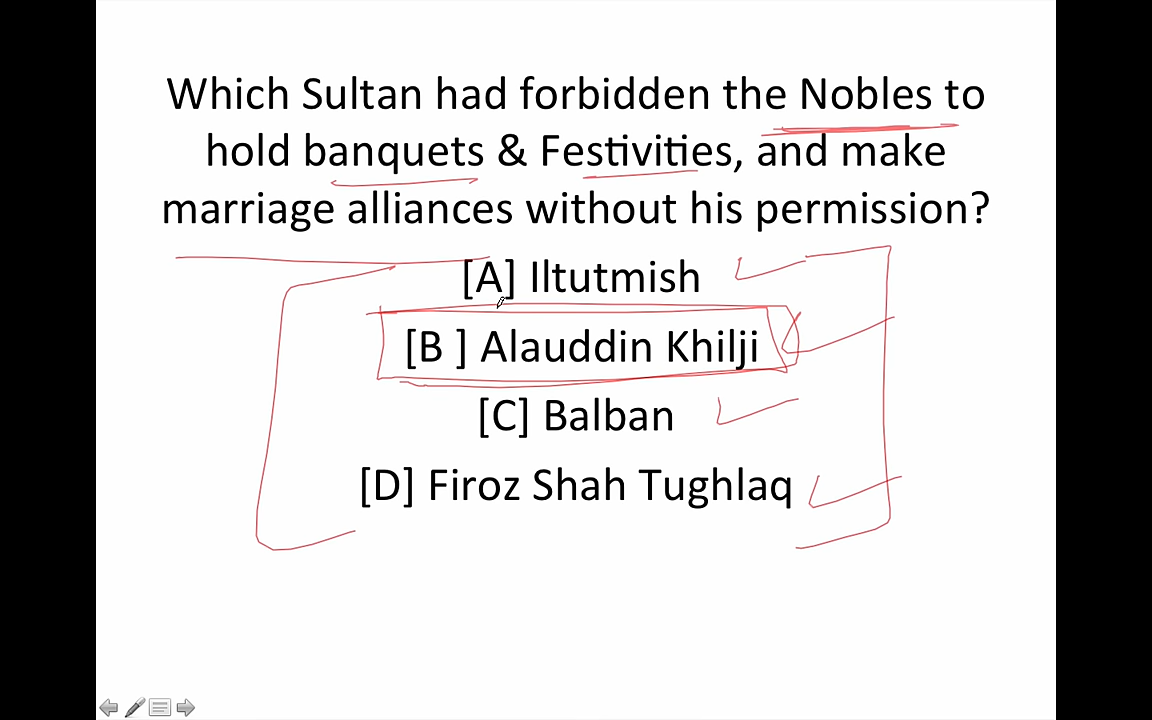 Which Sultan had forbidden the Nobles to
hold banquets & Festivities, and make
marriage alliances without his permission?
[A] Iltutmish
[B ] Alauddin Khilji
[C] Balban
[D] Firoz Shah Tughlaq